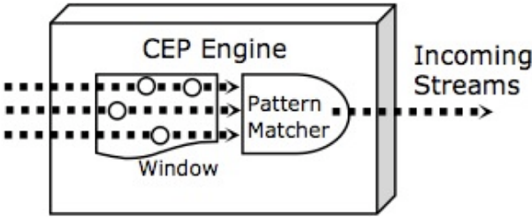 CEP Engine
Incoming
Streams
Pattern
Matcher
Window